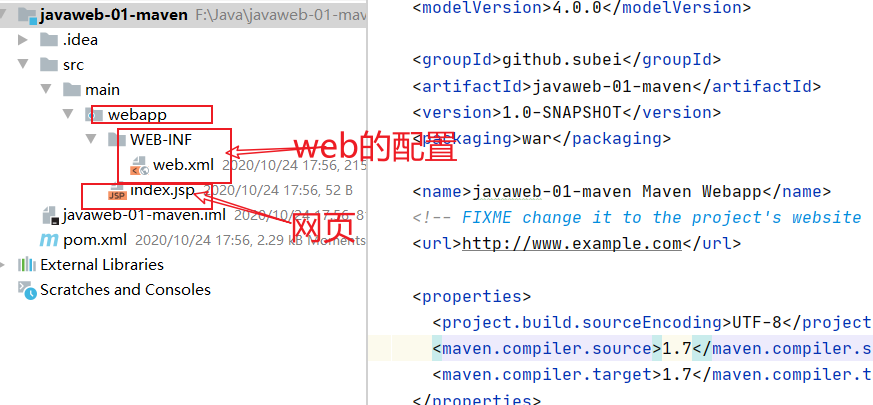 javaweb-01-maven F:\Java\javaweb-01-mav
.idea
src
main
webapp
WEB-INF
web.xml 2020/10/24 17:56, 215
index.jsp 2020/10/24 17:56, 52 B
javaweb-01-maven.iml 2020/10/24 17:56, 8
pom.xml 2020/10/24 17:56, 2.29 kB Moments
External Libraries
Scratches and Consoles
web的配置
网页
<modelVersion>4.0.0</modelVersion>
<groupId>github.subei</groupId>
<artifactId>javaweb-01-maven</artifactId>
<version>1.0-SNAPSHOT</version>
<packaging>war</packaging>
<name>javaweb-01-maven Maven Webapp</name>
<!-- FIXME change it to the project's website
<url>http://www.example.com</url>
<properties>
<project.build.sourceEncoding>UTF-8</project
<maven.compiler.source>1.7</maven.compiler.s
<maven.compiler.target>1.7</maven.compiler.t
</properties>